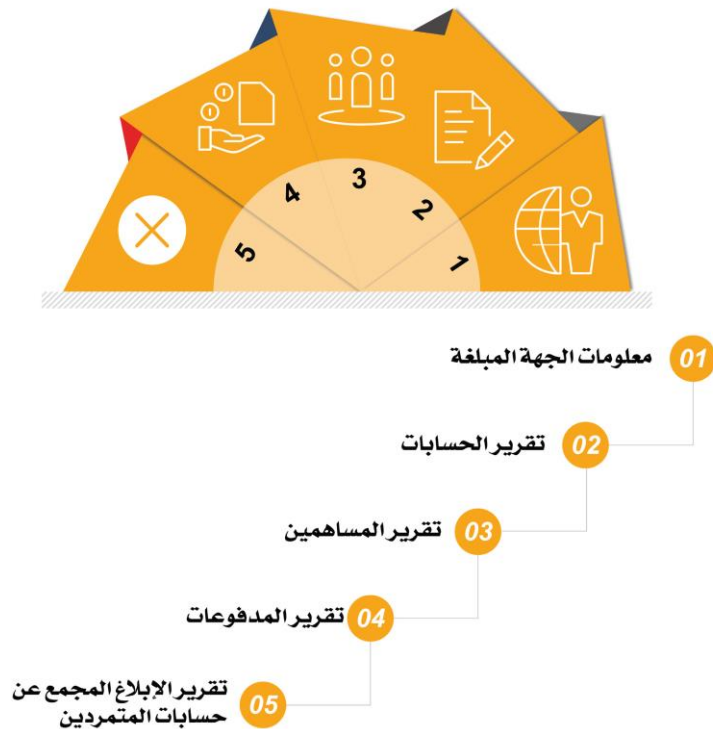 1
2
3
4
5
01 معلومات الجهة المبلغة
02 تقرير الحسابات
03 تقرير المساهمين
04 تقرير المدفوعات
05 تقرير الإبلاغ المجمع عن
حسابات المتمردين